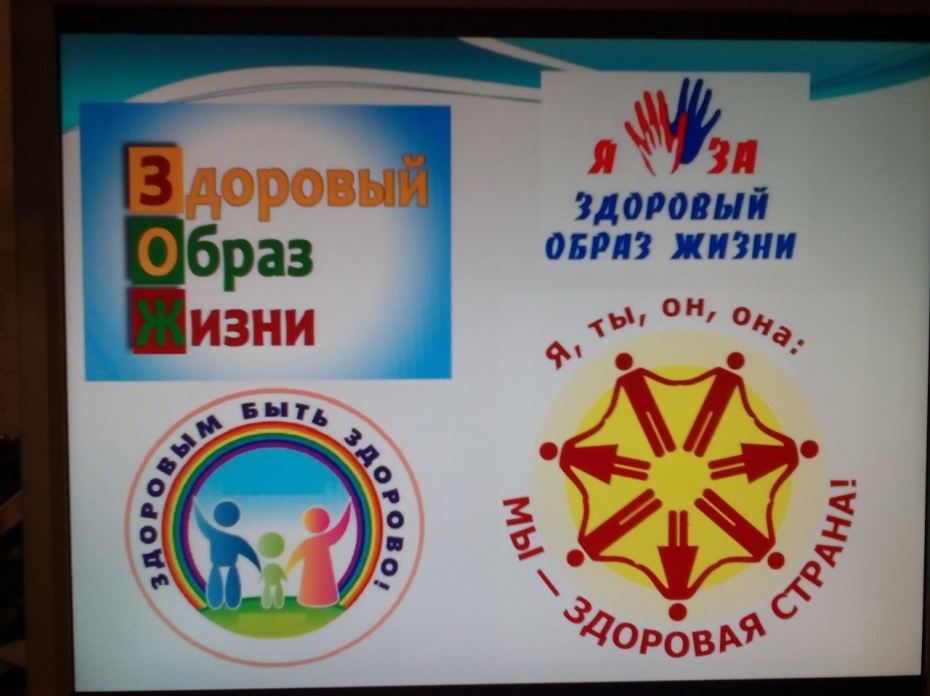 Здоровый
Образ
Жизни
Я ЗА
ЗДОРОВЫЙ
ОБРАЗ ЖИЗНИ
ЗДОРОВЫМ БЫТЬ ЗДОРОВО!
Я, ты, он, она:
МЫ – ЗДОРОВАЯ СТРАНА!